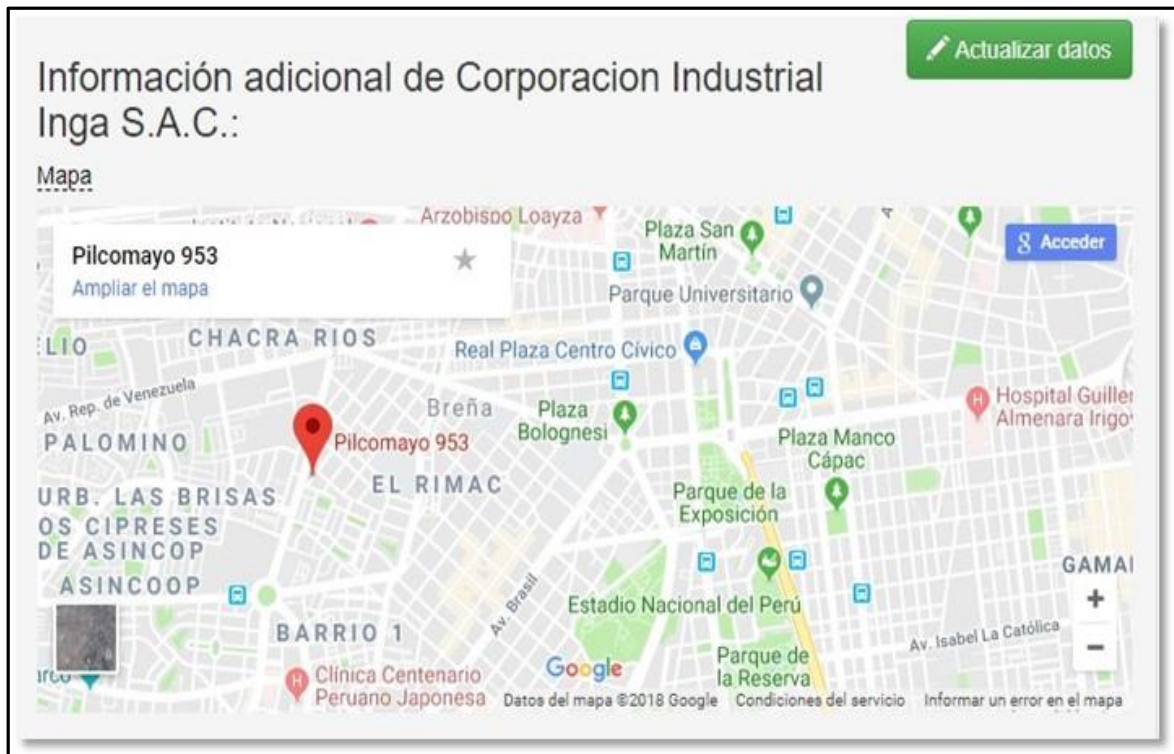 Actualizar datos
Información adicional de Corporacion Industrial
Inga S.A.C.:
Mapa
Pilcomayo 953
Ampliar el mapa
Arzobispo Loayza
Plaza San
Martín
Acceder
Parque Universitario
CHACRA RIOS
Real Plaza Centro Cívico
Av. Rep. de Venezuela
Breña
Plaza
Bolognesi
Hospital Guiller
Almenara Irigo
PALOMINO
Pilcomayo 953
Plaza Manco
Cápac
EL RIMAC
URB. LAS BRISAS
OS CIPRESES
DE ASINCOP
Parque de la
Exposición
ASINCOOP
GAMA
Av. Brasil
Estadio Nacional del Perú
BARRIO 1
Av. Isabel La Católica
Clínica Centenario
Peruano Japonesa
Google
Parque de
la Reserva
Datos del mapa ©2018 Google
Condiciones del servicio
Informar un error en el mapa